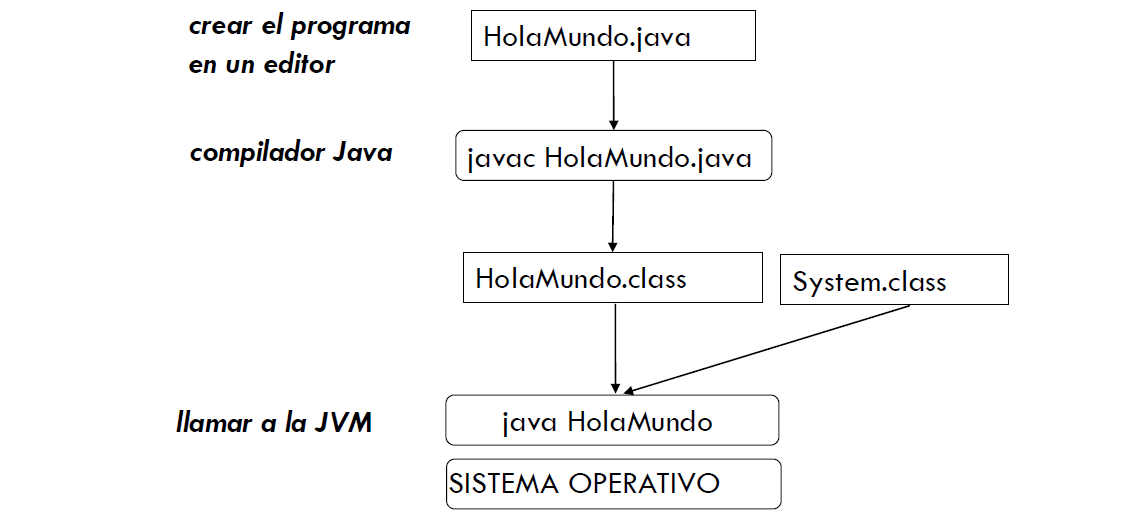 crear el programa
en un editor
HolaMundo.java
compilador Java
javac HolaMundo.java
HolaMundo.class
System.class
llamar a la JVM
java HolaMundo
SISTEMA OPERATIVO